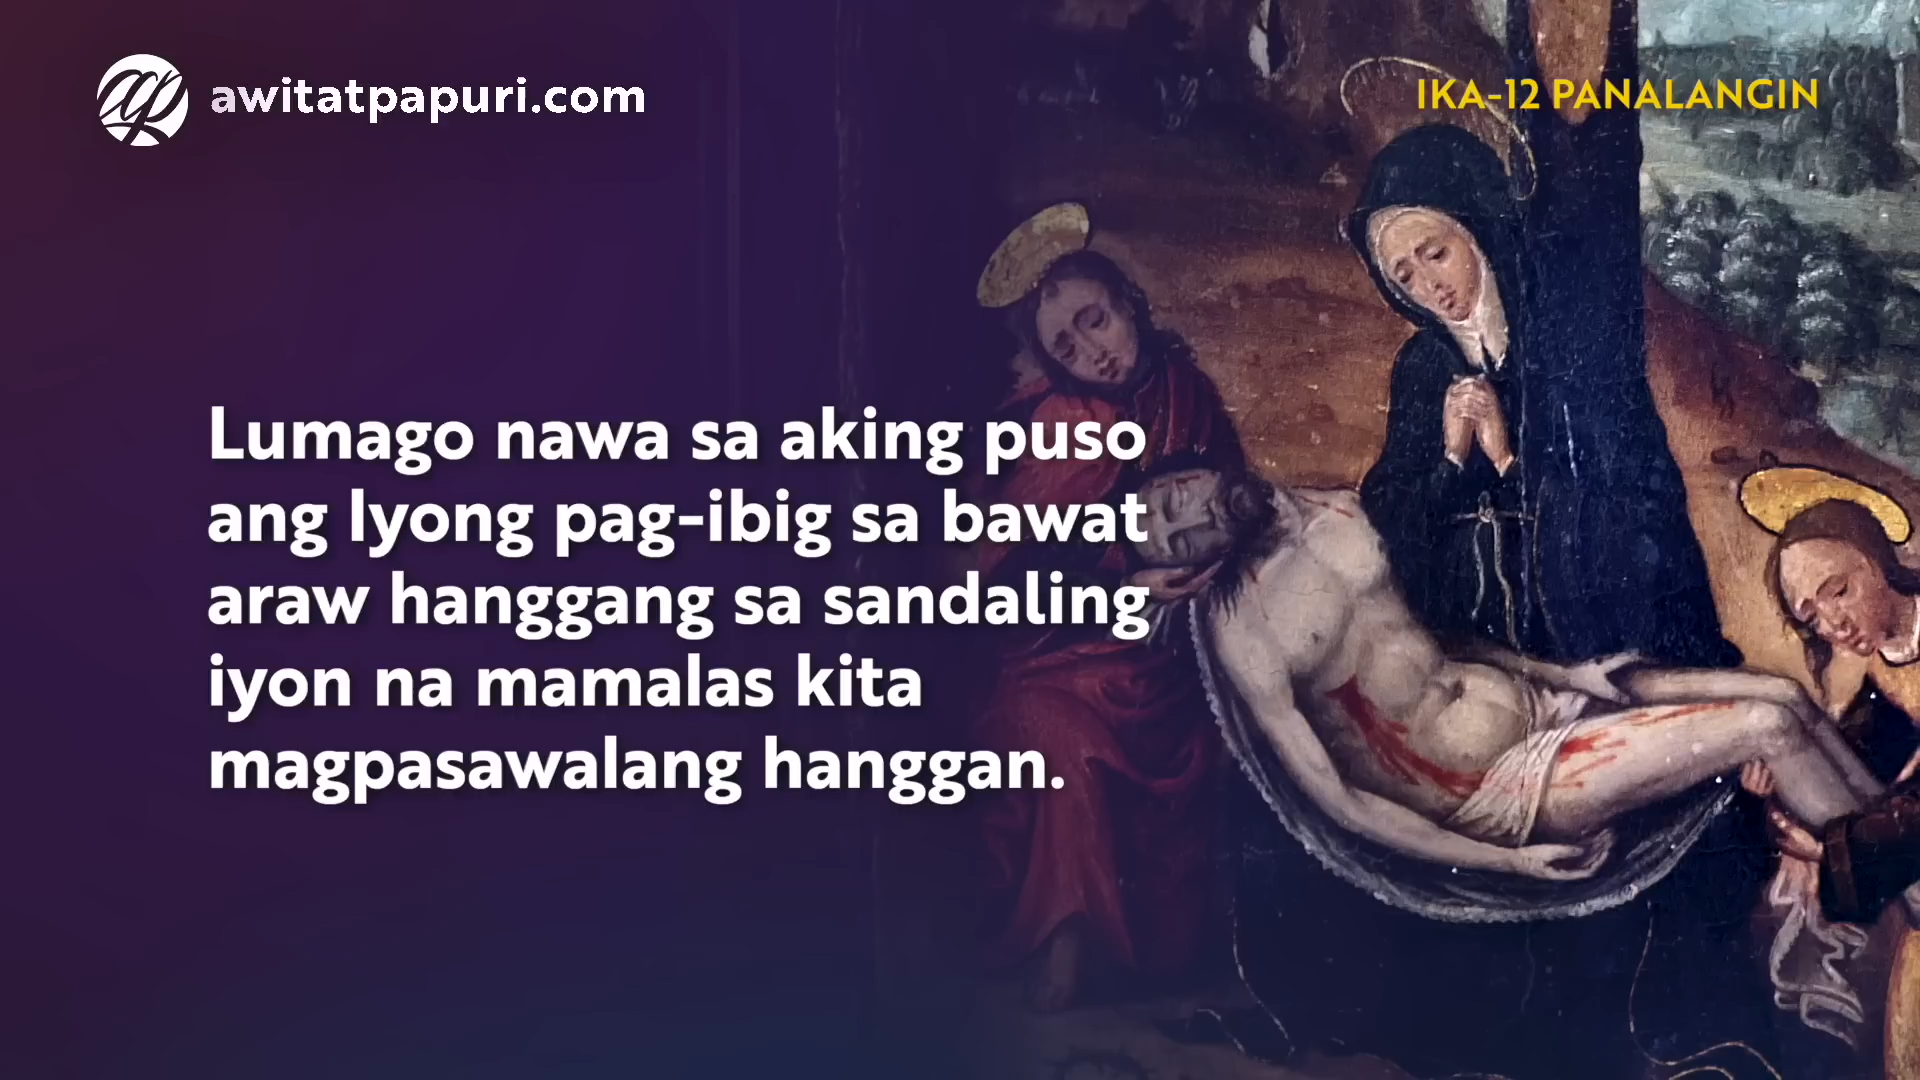 awitatpapuri.com
IKA-12 PANALANGIN
Lumago nawa sa aking puso
ang Iyong pag-ibig sa bawat
araw hanggang sa sandaling
iyon na mamalas kita
magpasawalang hanggan.